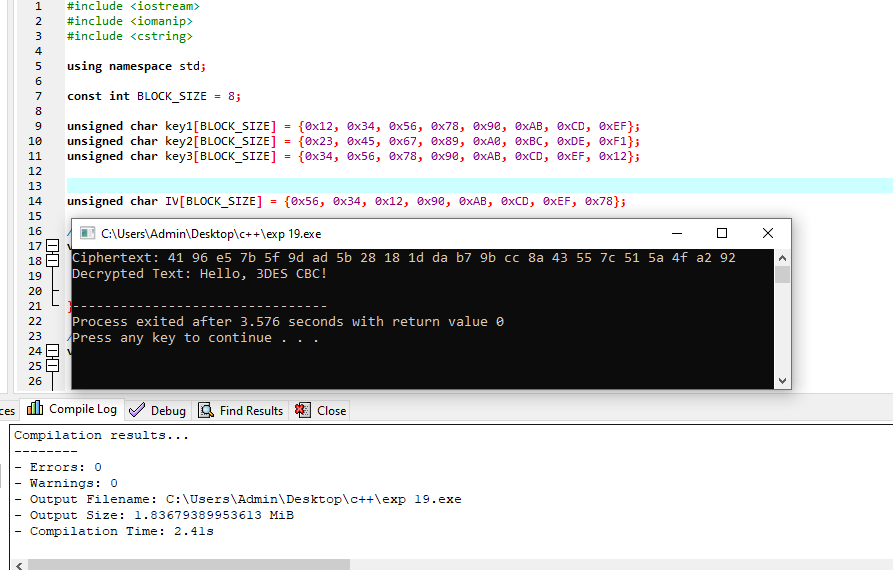 1 #include <iostream>
2 #include <iomanip>
3 #include <cstring>
4
5 using namespace std;
6
7 const int BLOCK_SIZE = 8;
8
9 unsigned char key1[BLOCK_SIZE] = {0x12, 0x34, 0x56, 0x78, 0x90, 0xAB, 0xCD, 0xEF};
10 unsigned char key2[BLOCK_SIZE] = {0x23, 0x45, 0x67, 0x89, 0xA0, 0xBC, 0xDE, 0xF1};
11 unsigned char key3[BLOCK_SIZE] = {0x34, 0x56, 0x78, 0x90, 0xAB, 0xCD, 0xEF, 0x12};
12
13
14 unsigned char IV[BLOCK_SIZE] = {0x56, 0x34, 0x12, 0x90, 0xAB, 0xCD, 0xEF, 0x78};
15
16 /
17 v
18
19
20
21 }
22
23 /
24 v
25
26
C:\Users\Admin\Desktop\c++\exp 19.exe
Ciphertext: 41 96 e5 7b 5f 9d ad 5b 28 18 1d da b7 9b cc 8a 43 55 7c 51 5a 4f a2 92
Decrypted Text: Hello, 3DES CBC!
--------------------------------
Process exited after 3.576 seconds with return value 0
Press any key to continue . . .
ces Compile Log Debug Find Results Close
Compilation results...
--------
- Errors: 0
- Warnings: 0
- Output Filename: C:\Users\Admin\Desktop\c++\exp 19.exe
- Output Size: 1.83679389953613 MiB
- Compilation Time: 2.41s